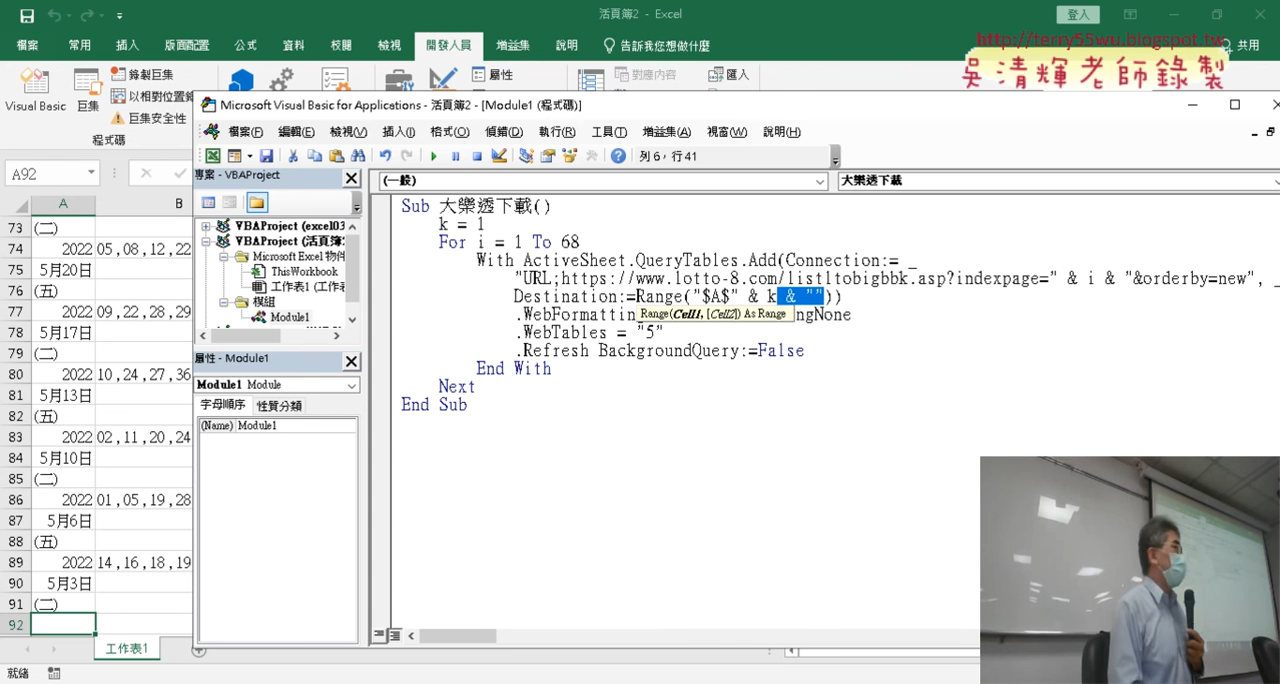 活頁簿2 - Excel
登入
檔案 常用 插入 版面配置 公式 資料 校閱 檢視 開發人員 增益集 說明 告訴我您想做什麼 共用
http://terry55wu.blogspot.tw
吳清輝老師錄製
Visual Basic 巨集 錄製巨集 屬性 對應內容 匯入
巨集安全性
程式碼
A92
A B
73 (二)
74 2022 05,08,12,22
75 5月20日
76 (五)
77 2022 09,22,28,29
78 5月17日
79 (二)
80 2022 10,24,27,36
81 5月13日
82 (五)
83 2022 02,11,20,24
84 5月10日
85 (二)
86 2022 01,05,19,28
87 5月6日
88 (五)
89 2022 14,16,18,19
90 5月3日
91 (二)
92
工作表1
就緒
Microsoft Visual Basic for Applications - 活頁簿2 - [Module1 (程式碼)]
檔案(F) 編輯(E) 檢視(V) 插入(I) 格式(O) 偵錯(D) 執行(R) 工具(T) 增益集(A) 視窗(W) 說明(H)
列 6，行 41
專案 - VBAProject
VBAProject (excel03
VBAProject (活頁簿2
Microsoft Excel 物件
ThisWorkbook
工作表1 (工作表
模組
Module1
屬性 - Module1
Module1 Module
字母順序 性質分類
(Name) Module1
(一般) 大樂透下載
Sub 大樂透下載()
k = 1
For i = 1 To 68
With ActiveSheet.QueryTables.Add(Connection:= _
"URL;https://www.lotto-8.com/listltobigbbk.asp?indexpage=" & i & "&orderby=new", _
Destination:=Range("$A$" & k & ""))
.WebFormatting
Range(Cell1, [Cell2]) As Range
ngNone
.WebTables = "5"
.Refresh BackgroundQuery:=False
End With
Next
End Sub